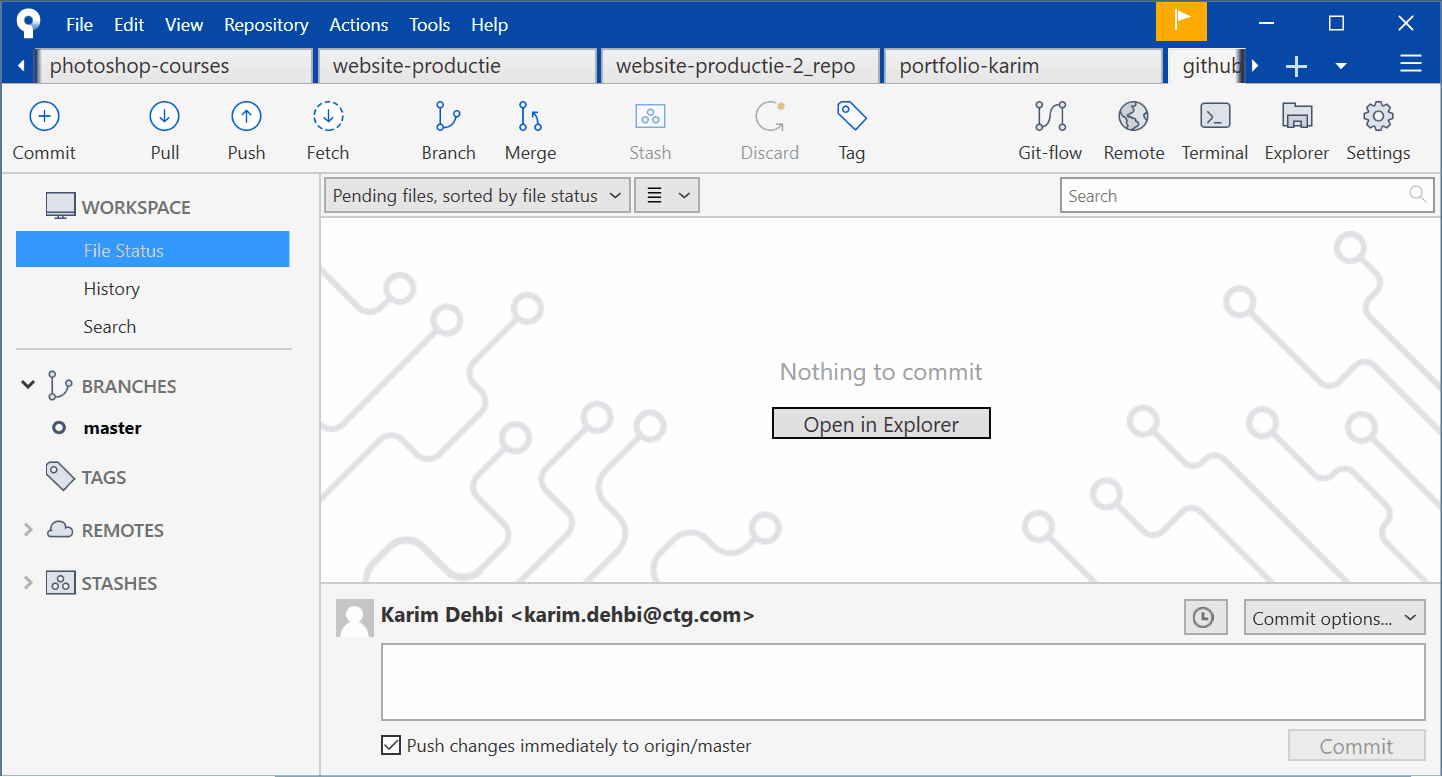 File Edit View Repository Actions Tools Help
photoshop-courses website-productie website-productie-2_repo portfolio-karim github
Commit Pull Push Fetch Branch Merge Stash Discard Tag Git-flow Remote Terminal Explorer Settings
WORKSPACE
File Status
History
Search
BRANCHES
master
TAGS
REMOTES
STASHES
Pending files, sorted by file status Search
Nothing to commit
Open in Explorer
Karim Dehbi <karim.dehbi@ctg.com> Commit options...
Push changes immediately to origin/master Commit